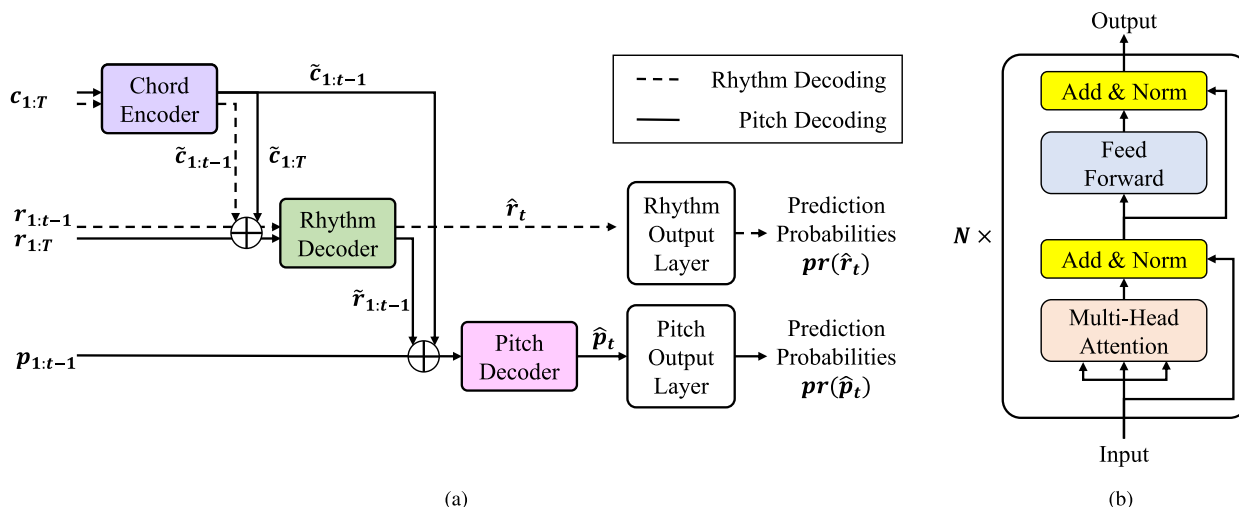 c₁:T
Chord
Encoder
c̃₁:t−1
c̃₁:t−1
c̃₁:T
Rhythm Decoding
Pitch Decoding
r₁:t−1
r₁:T
Rhythm
Decoder
r̂t
Rhythm
Output
Layer
Prediction
Probabilities
pr(r̂t)
r̃₁:t−1
p₁:t−1
Pitch
Decoder
p̂t
Pitch
Output
Layer
Prediction
Probabilities
pr(p̂t)
(a)
Output
Add & Norm
Feed
Forward
N ×
Add & Norm
Multi-Head
Attention
Input
(b)